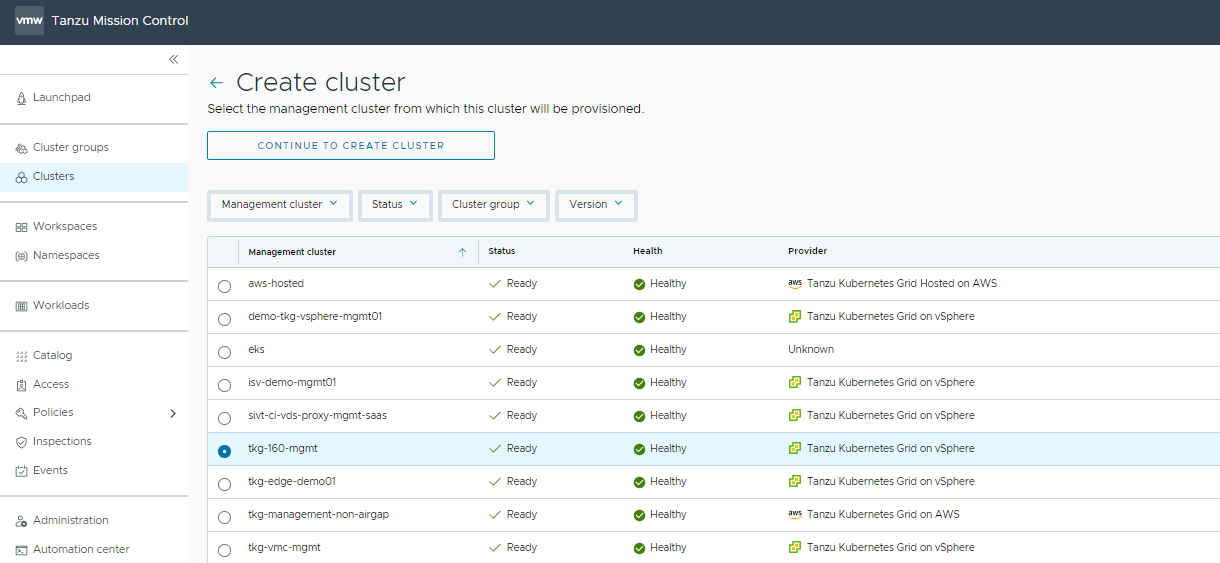 vmw Tanzu Mission Control
Launchpad
Cluster groups
Clusters
Workspaces
Namespaces
Workloads
Catalog
Access
Policies
Inspections
Events
Administration
Automation center
Create cluster
Select the management cluster from which this cluster will be provisioned.
CONTINUE TO CREATE CLUSTER
Management cluster Status Cluster group Version
Management cluster Status Health Provider
aws-hosted Ready Healthy aws Tanzu Kubernetes Grid Hosted on AWS
demo-tkg-vsphere-mgmt01 Ready Healthy Tanzu Kubernetes Grid on vSphere
eks Ready Healthy Unknown
isv-demo-mgmt01 Ready Healthy Tanzu Kubernetes Grid on vSphere
sivt-ci-vds-proxy-mgmt-saas Ready Healthy Tanzu Kubernetes Grid on vSphere
tkg-160-mgmt Ready Healthy Tanzu Kubernetes Grid on vSphere
tkg-edge-demo01 Ready Healthy Tanzu Kubernetes Grid on vSphere
tkg-management-non-airgap Ready Healthy aws Tanzu Kubernetes Grid on AWS
tkg-vmc-mgmt Ready Healthy Tanzu Kubernetes Grid on vSphere